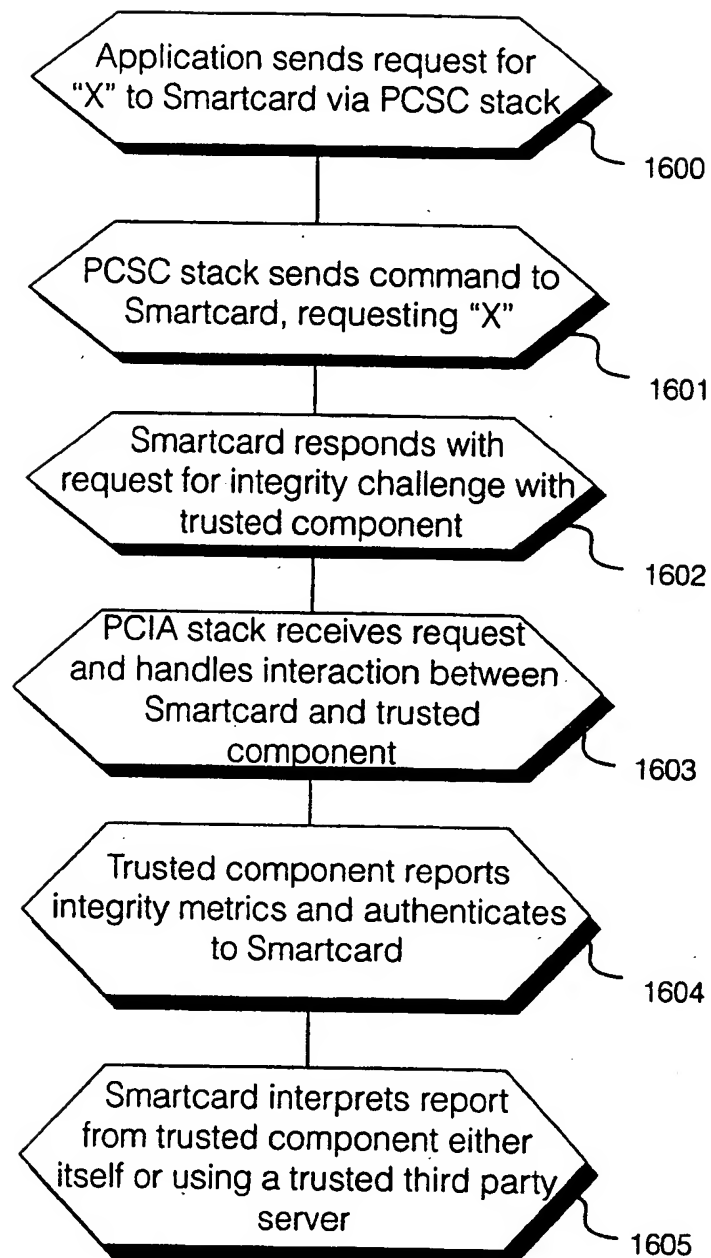 Application sends request for
“X” to Smartcard via PCSC stack
1600
PCSC stack sends command to
Smartcard, requesting “X”
1601
Smartcard responds with
request for integrity challenge with
trusted component
1602
PCIA stack receives request
and handles interaction between
Smartcard and trusted
component
1603
Trusted component reports
integrity metrics and authenticates
to Smartcard
1604
Smartcard interprets report
from trusted component either
itself or using a trusted third party
server
1605